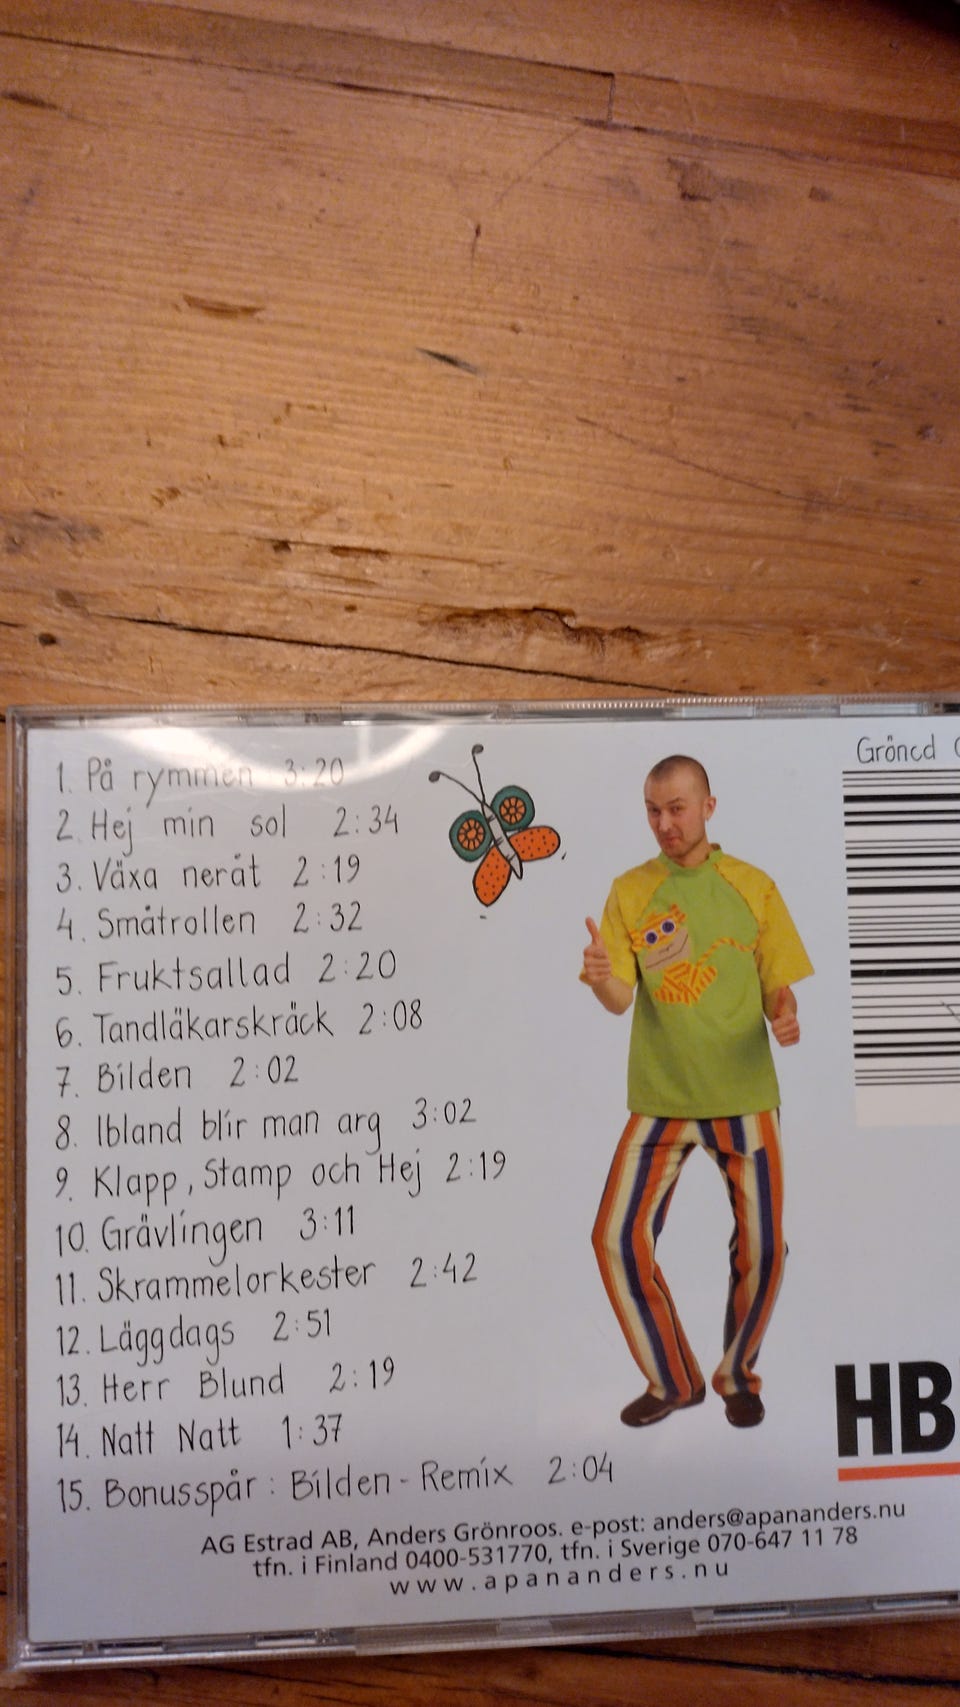 1. På rymmen 3:20
2. Hej min sol 2:34
3. Växa neråt 2:19
4. Småtrollen 2:32
5. Fruktsallad 2:20
6. Tandläkarskräck 2:08
7. Bilden 2:02
8. Ibland blir man arg 3:02
9. Klapp, Stamp och Hej 2:19
10. Grävlingen 3:11
11. Skrammelorkester 2:42
12. Läggdags 2:51
13. Herr Blund 2:19
14. Natt Natt 1:37
15. Bonusspår: Bilden - Remix 2:04
AG Estrad AB, Anders Grönroos. e-post: anders@apananders.nu
tfn. i Finland 0400-531770, tfn. i Sverige 070-647 11 78
www.apananders.nu
Gröncd
HB